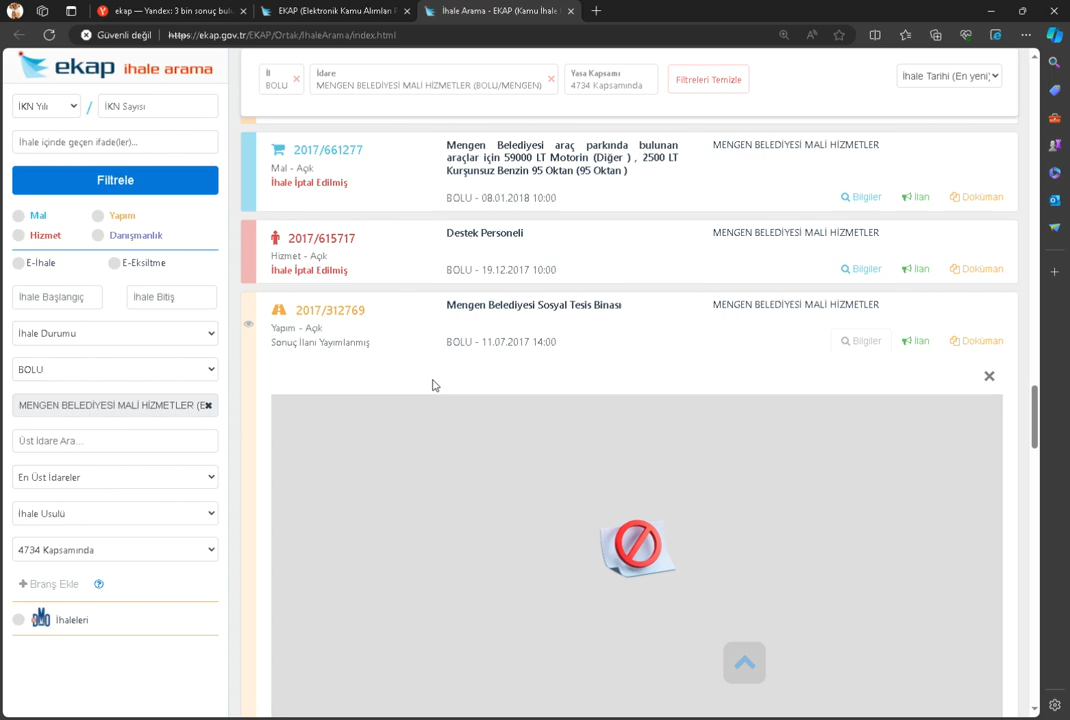 ekap — Yandex: 3 bin sonuç bulu
EKAP (Elektronik Kamu Alımları P
İhale Arama - EKAP (Kamu İhale
Güvenli değil
https://ekap.gov.tr/EKAP/Ortak/IhaleArama/index.html
ekap ihale arama
İKN Yılı / İKN Sayısı
İhale içinde geçen ifade(ler)...
Filtrele
Mal
Yapım
Hizmet
Danışmanlık
E-İhale
E-Eksiltme
İhale Başlangıç
İhale Bitiş
İhale Durumu
BOLU
MENGEN BELEDİYESİ MALİ HİZMETLER (E
Üst İdare Ara...
En Üst İdareler
İhale Usulü
4734 Kapsamında
Branş Ekle
DMO İhaleleri
İl
BOLU
İdare
MENGEN BELEDİYESİ MALİ HİZMETLER (BOLU/MENGEN)
Yasa Kapsamı
4734 Kapsamında
Filtreleri Temizle
İhale Tarihi (En yeni)
2017/661277
Mal - Açık
İhale İptal Edilmiş
Mengen Belediyesi araç parkında bulunan
araçlar için 59000 LT Motorin (Diğer ) , 2500 LT
Kurşunsuz Benzin 95 Oktan (95 Oktan )
BOLU - 08.01.2018 10:00
MENGEN BELEDİYESİ MALİ HİZMETLER
Bilgiler
İlan
Doküman
2017/615717
Hizmet - Açık
İhale İptal Edilmiş
Destek Personeli
BOLU - 19.12.2017 10:00
MENGEN BELEDİYESİ MALİ HİZMETLER
Bilgiler
İlan
Doküman
2017/312769
Yapım - Açık
Sonuç İlanı Yayımlanmış
Mengen Belediyesi Sosyal Tesis Binası
BOLU - 11.07.2017 14:00
MENGEN BELEDİYESİ MALİ HİZMETLER
Bilgiler
İlan
Doküman